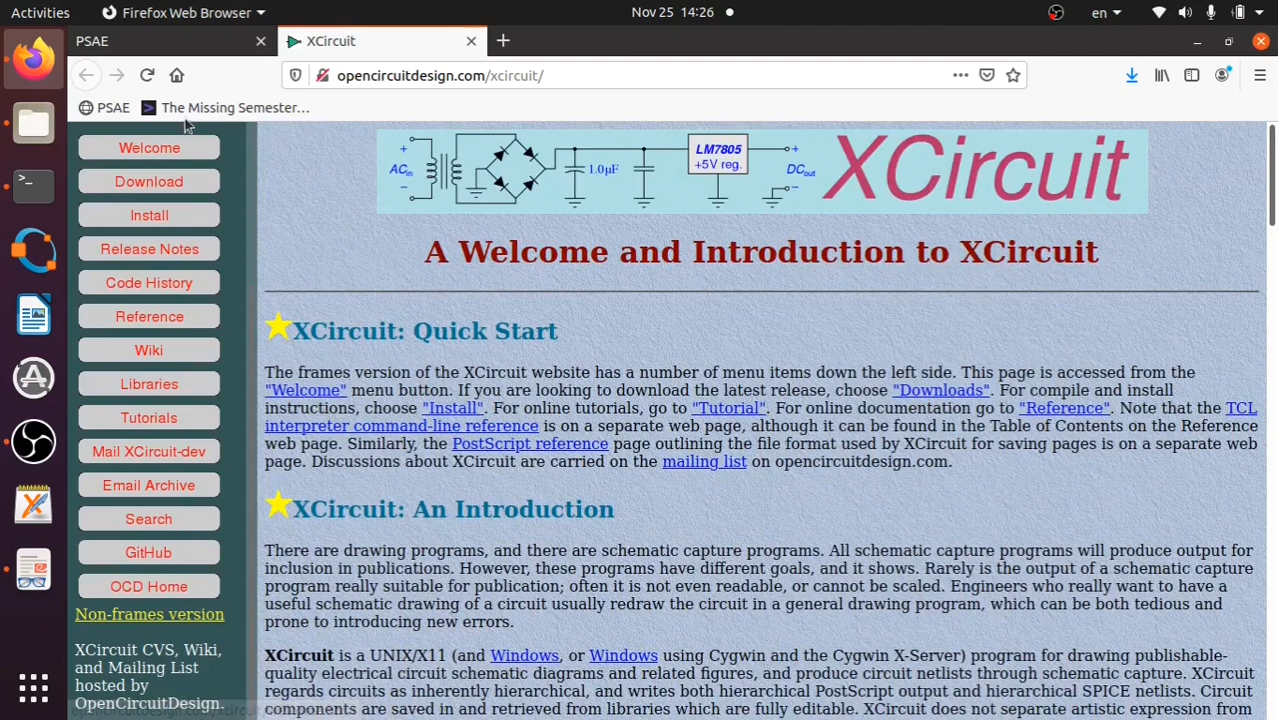 Activities
Firefox Web Browser
Nov 25 14:26
en
PSAE
XCircuit
opencircuitdesign.com/xcircuit/
PSAE
The Missing Semester...
Welcome
Download
Install
Release Notes
Code History
Reference
Wiki
Libraries
Tutorials
Mail XCircuit-dev
Email Archive
Search
GitHub
OCD Home
Non-frames version
XCircuit CVS, Wiki,
and Mailing List
hosted by
OpenCircuitDesign.
+
ACin
−
1.0μF
LM7805
+5V reg.
+
DCout
−
XCircuit
A Welcome and Introduction to XCircuit
XCircuit: Quick Start
The frames version of the XCircuit website has a number of menu items down the left side. This page is accessed from the
"Welcome" menu button. If you are looking to download the latest release, choose "Downloads". For compile and install
instructions, choose "Install". For online tutorials, go to "Tutorial". For online documentation go to "Reference". Note that the TCL
interpreter command-line reference is on a separate web page, although it can be found in the Table of Contents on the Reference
web page. Similarly, the PostScript reference page outlining the file format used by XCircuit for saving pages is on a separate web
page. Discussions about XCircuit are carried on the mailing list on opencircuitdesign.com.
XCircuit: An Introduction
There are drawing programs, and there are schematic capture programs. All schematic capture programs will produce output for
inclusion in publications. However, these programs have different goals, and it shows. Rarely is the output of a schematic capture
program really suitable for publication; often it is not even readable, or cannot be scaled. Engineers who really want to have a
useful schematic drawing of a circuit usually redraw the circuit in a general drawing program, which can be both tedious and
prone to introducing new errors.
XCircuit is a UNIX/X11 (and Windows, or Windows using Cygwin and the Cygwin X-Server) program for drawing publishable-
quality electrical circuit schematic diagrams and related figures, and produce circuit netlists through schematic capture. XCircuit
regards circuits as inherently hierarchical, and writes both hierarchical PostScript output and hierarchical SPICE netlists. Circuit
components are saved in and retrieved from libraries which are fully editable. XCircuit does not separate artistic expression from